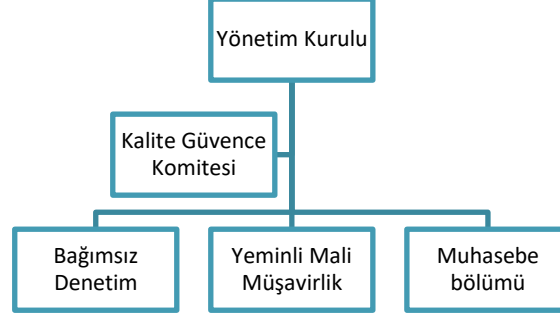 Yönetim Kurulu
Kalite Güvence
Komitesi
Bağımsız
Denetim
Yeminli Mali
Müşavirlik
Muhasebe
bölümü